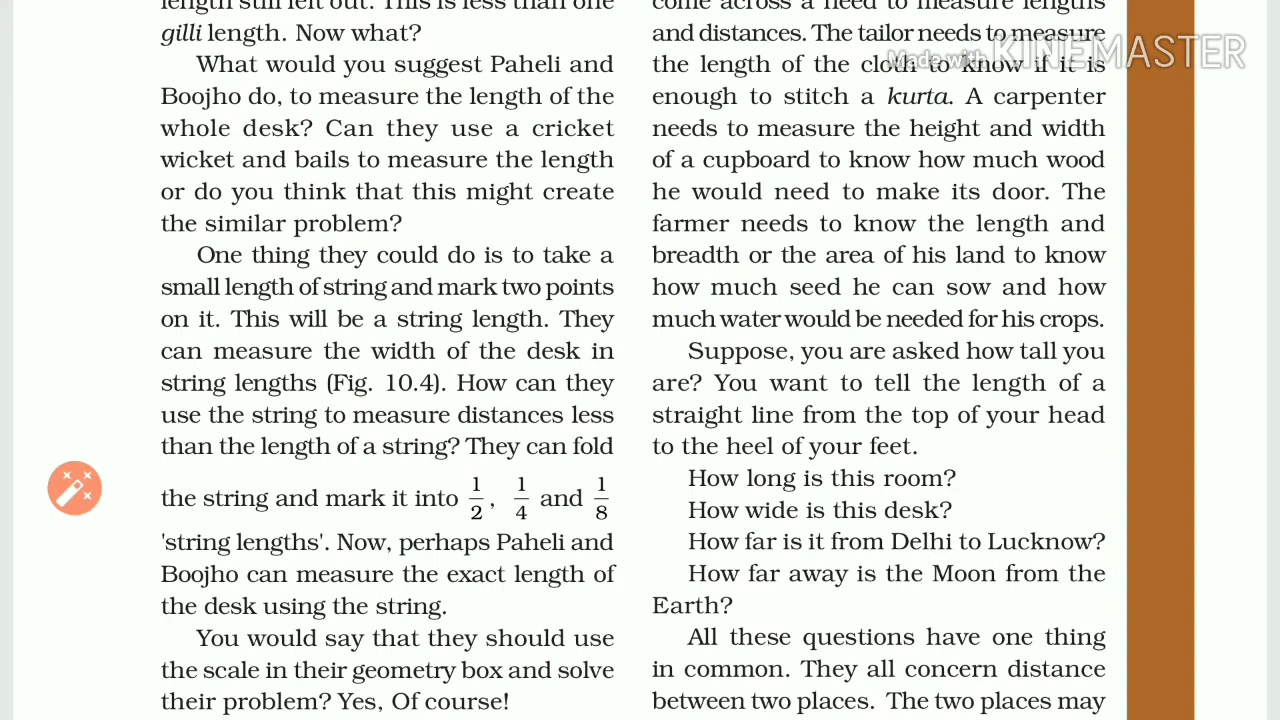 length still left out. This is less than one
gilli length. Now what?
What would you suggest Paheli and
Boojho do, to measure the length of the
whole desk? Can they use a cricket
wicket and bails to measure the length
or do you think that this might create
the similar problem?
One thing they could do is to take a
small length of string and mark two points
on it. This will be a string length. They
can measure the width of the desk in
string lengths (Fig. 10.4). How can they
use the string to measure distances less
than the length of a string? They can fold
the string and mark it into 1/2, 1/4 and 1/8
'string lengths'. Now, perhaps Paheli and
Boojho can measure the exact length of
the desk using the string.
You would say that they should use
the scale in their geometry box and solve
their problem? Yes, Of course!
come across a need to measure lengths
and distances. The tailor needs to measure
the length of the cloth to know if it is
enough to stitch a kurta. A carpenter
needs to measure the height and width
of a cupboard to know how much wood
he would need to make its door. The
farmer needs to know the length and
breadth or the area of his land to know
how much seed he can sow and how
much water would be needed for his crops.
Suppose, you are asked how tall you
are? You want to tell the length of a
straight line from the top of your head
to the heel of your feet.
How long is this room?
How wide is this desk?
How far is it from Delhi to Lucknow?
How far away is the Moon from the
Earth?
All these questions have one thing
in common. They all concern distance
between two places. The two places may
Made with KINEMASTER